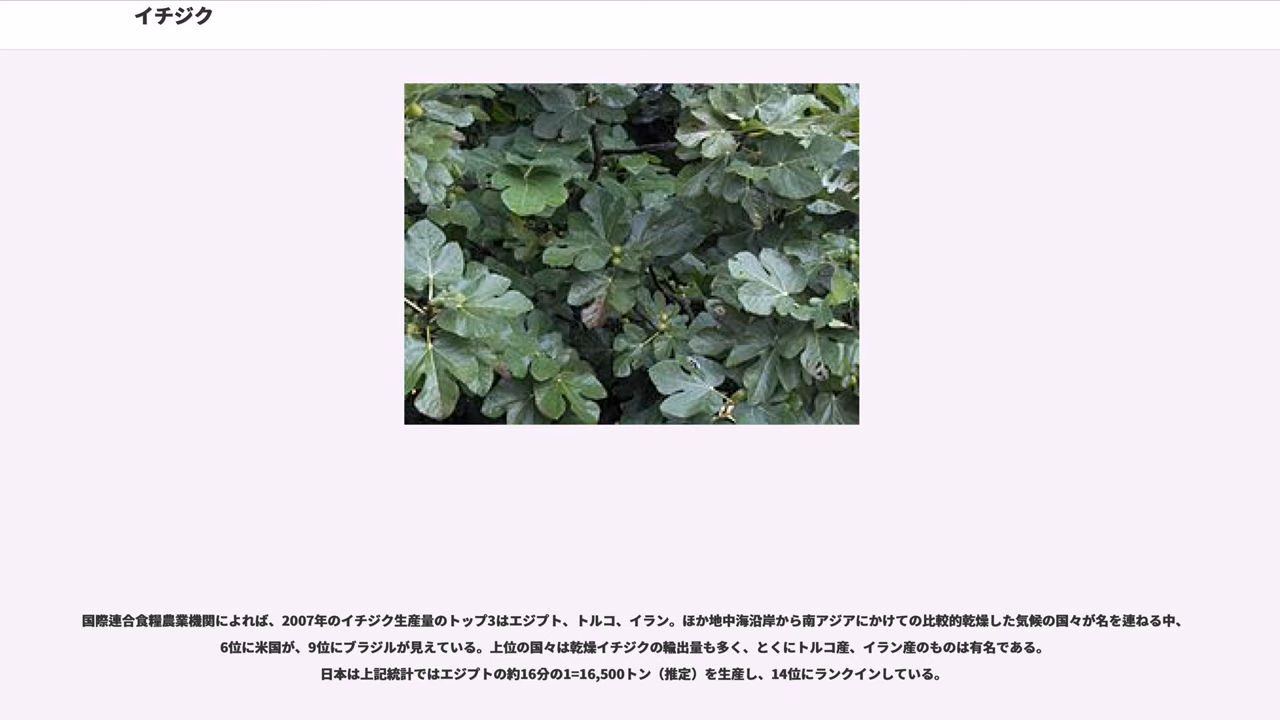 イチジク
国際連合食糧農業機関によれば、2007年のイチジク生産量のトップ3はエジプト、トルコ、イラン。ほか地中海沿岸から南アジアにかけての比較的乾燥した気候の国々が名を連ねる中、
6位に米国が、9位にブラジルが見えている。上位の国々は乾燥イチジクの輸出量も多く、とくにトルコ産、イラン産のものは有名である。
日本は上記統計ではエジプトの約16分の1=16,500トン（推定）を生産し、14位にランクインしている。